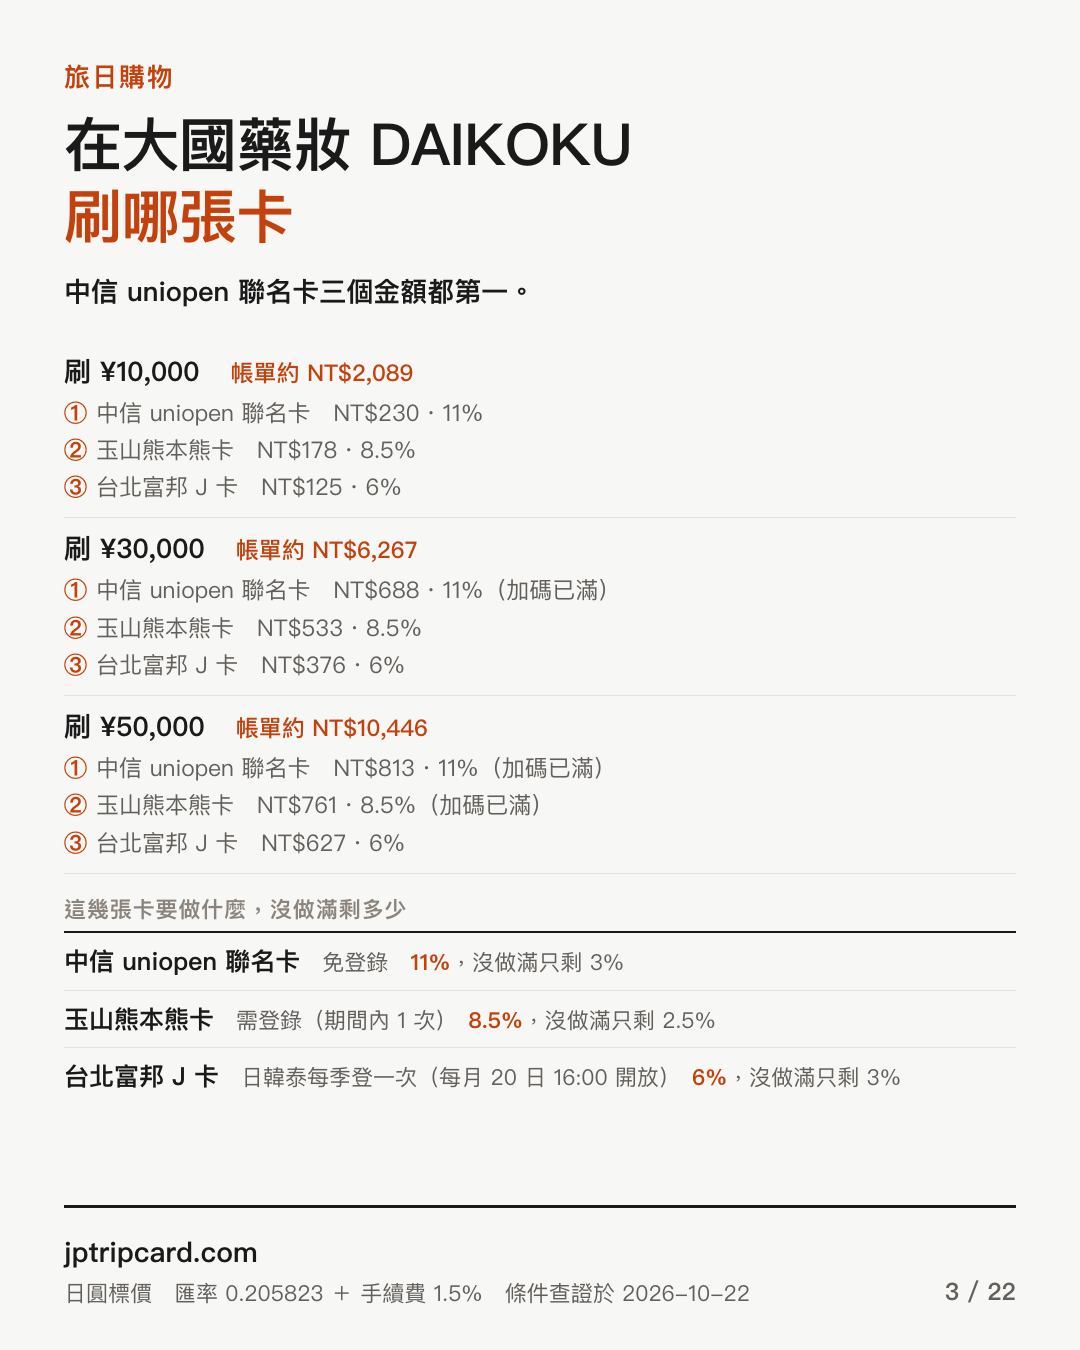 旅日購物
在大國藥妝 DAIKOKU
刷哪張卡
中信 uniopen 聯名卡三個金額都第一。
刷 ¥10,000 帳單約 NT$2,089
① 中信 uniopen 聯名卡 NT$230 · 11%
② 玉山熊本熊卡 NT$178 · 8.5%
③ 台北富邦 J 卡 NT$125 · 6%
刷 ¥30,000 帳單約 NT$6,267
① 中信 uniopen 聯名卡 NT$688 · 11%（加碼已滿）
② 玉山熊本熊卡 NT$533 · 8.5%
③ 台北富邦 J 卡 NT$376 · 6%
刷 ¥50,000 帳單約 NT$10,446
① 中信 uniopen 聯名卡 NT$813 · 11%（加碼已滿）
② 玉山熊本熊卡 NT$761 · 8.5%（加碼已滿）
③ 台北富邦 J 卡 NT$627 · 6%
這幾張卡要做什麼，沒做滿剩多少
中信 uniopen 聯名卡 免登錄 11%，沒做滿只剩 3%
玉山熊本熊卡 需登錄（期間內 1 次） 8.5%，沒做滿只剩 2.5%
台北富邦 J 卡 日韓泰每季登一次（每月 20 日 16:00 開放） 6%，沒做滿只剩 3%
jptripcard.com
日圓標價 匯率 0.205823 + 手續費 1.5% 條件查證於 2026-10-22 3 / 22